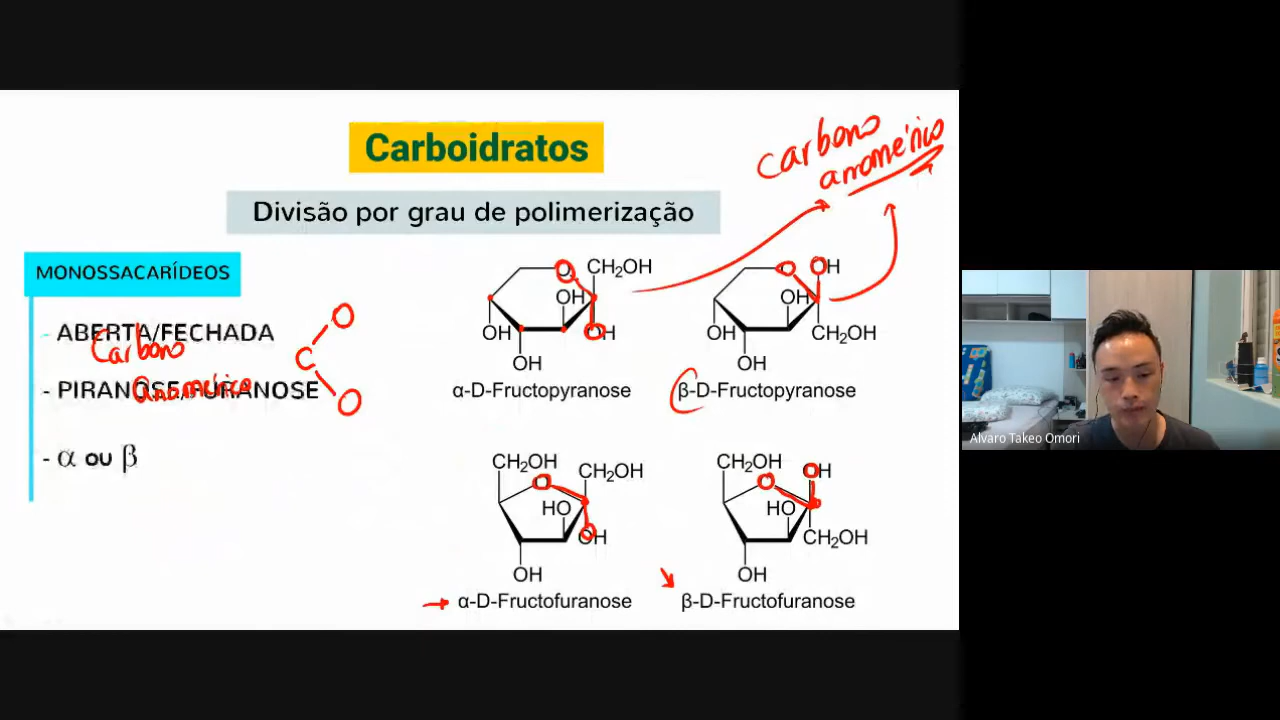 Carboidratos
Divisão por grau de polimerização
carbono
anomérico
MONOSSACARÍDEOS
- ABERTA/FECHADA
Carbono
Anomérico
- PIRANOSE/FURANOSE
- α ou β
C
O
O
O
CH₂OH
OH
OH
OH
OH
α-D-Fructopyranose
O
OH
OH
OH
OH
CH₂OH
β-D-Fructopyranose
CH₂OH
O
CH₂OH
HO
OH
OH
α-D-Fructofuranose
CH₂OH
O
OH
HO
CH₂OH
OH
β-D-Fructofuranose
Alvaro Takeo Omori